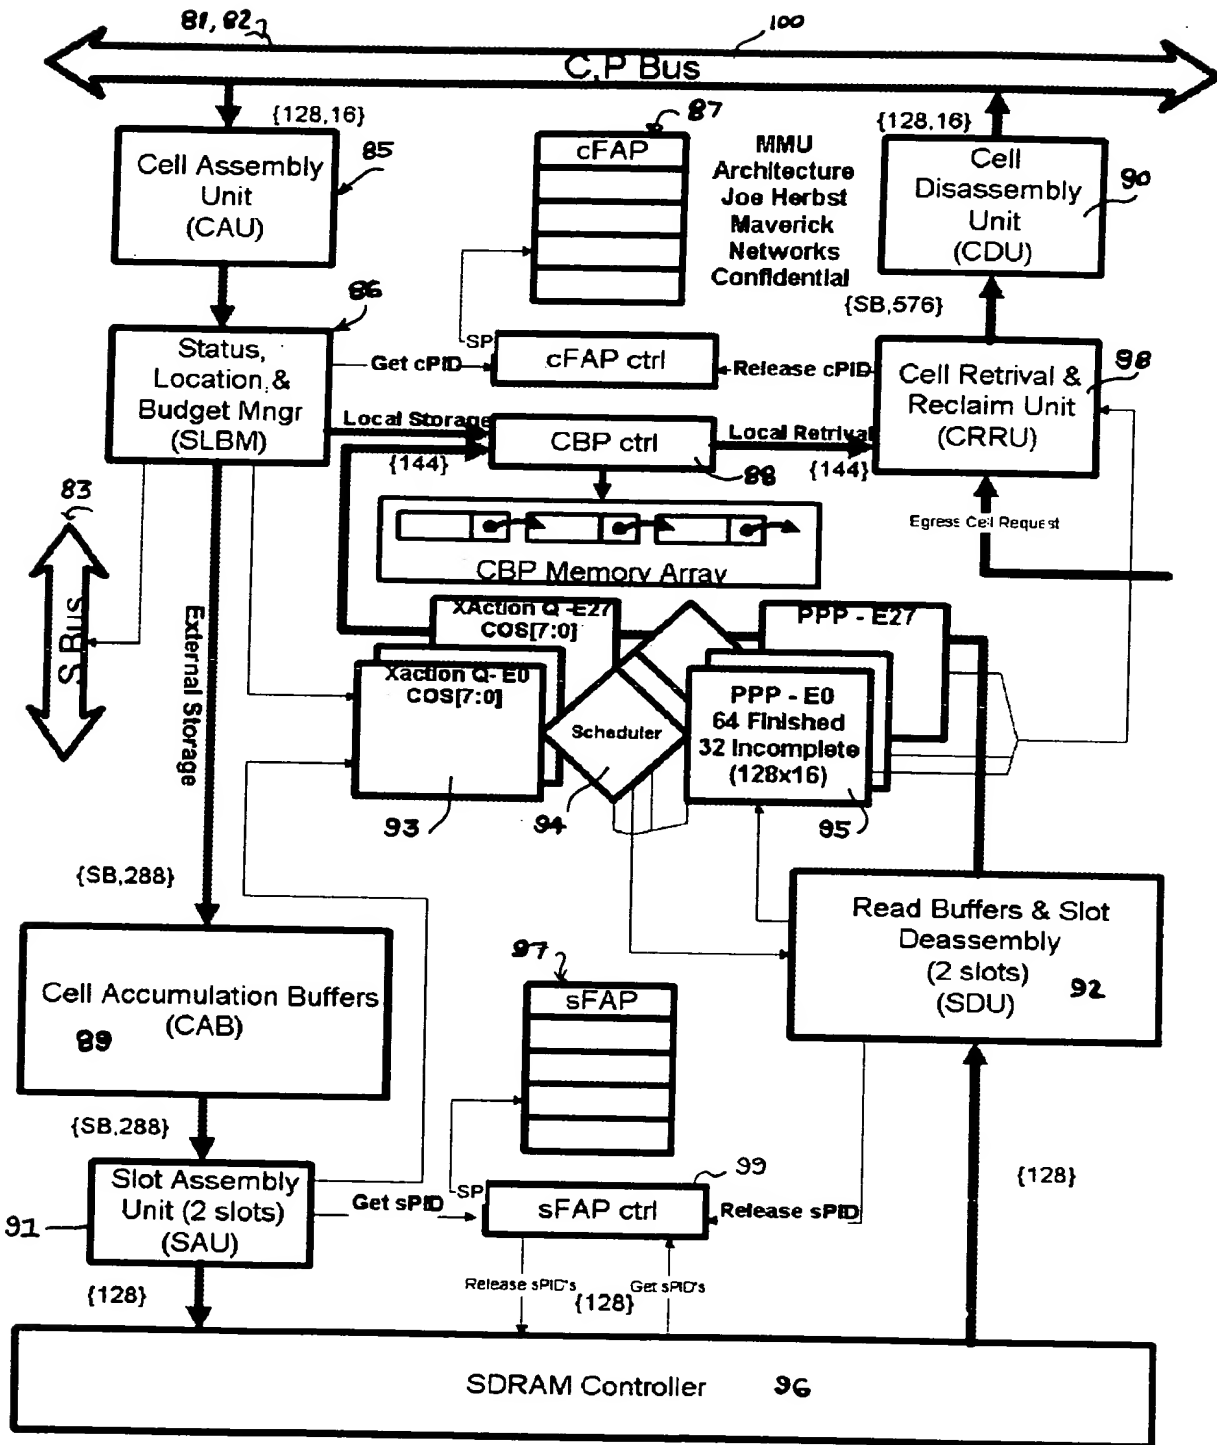 81, 82
100
C,P Bus
{128,16}
87
{128,16}
cFAP
MMU
Architecture
Joe Herbst
Maverick
Networks
Confidential
Cell Assembly
Unit
(CAU)
85
Cell
Disassembly
Unit
(CDU)
90
86
{SB,576}
Status,
Location, &
Budget Mngr
(SLBM)
Get cPID
SP
cFAP ctrl
Release cPID
Cell Retrival &
Reclaim Unit
(CRRU)
98
Local Storage
CBP ctrl
Local Retrival
{144}
88
{144}
83
S Bus
CBP Memory Array
Egress Cell Request
External Storage
XAction Q -E27
COS[7:0]
PPP - E27
Xaction Q- E0
COS[7:0]
Scheduler
PPP - E0
64 Finished
32 Incomplete
(128x16)
93
94
95
{SB,288}
Cell Accumulation Buffers
(CAB)
89
Read Buffers & Slot
Deassembly
(2 slots)
(SDU)
92
97
sFAP
{SB,288}
Slot Assembly
Unit (2 slots)
(SAU)
91
Get sPID
SP
99
sFAP ctrl
Release sPID
{128}
{128}
Release sPID's
{128}
Get sPID's
SDRAM Controller
96